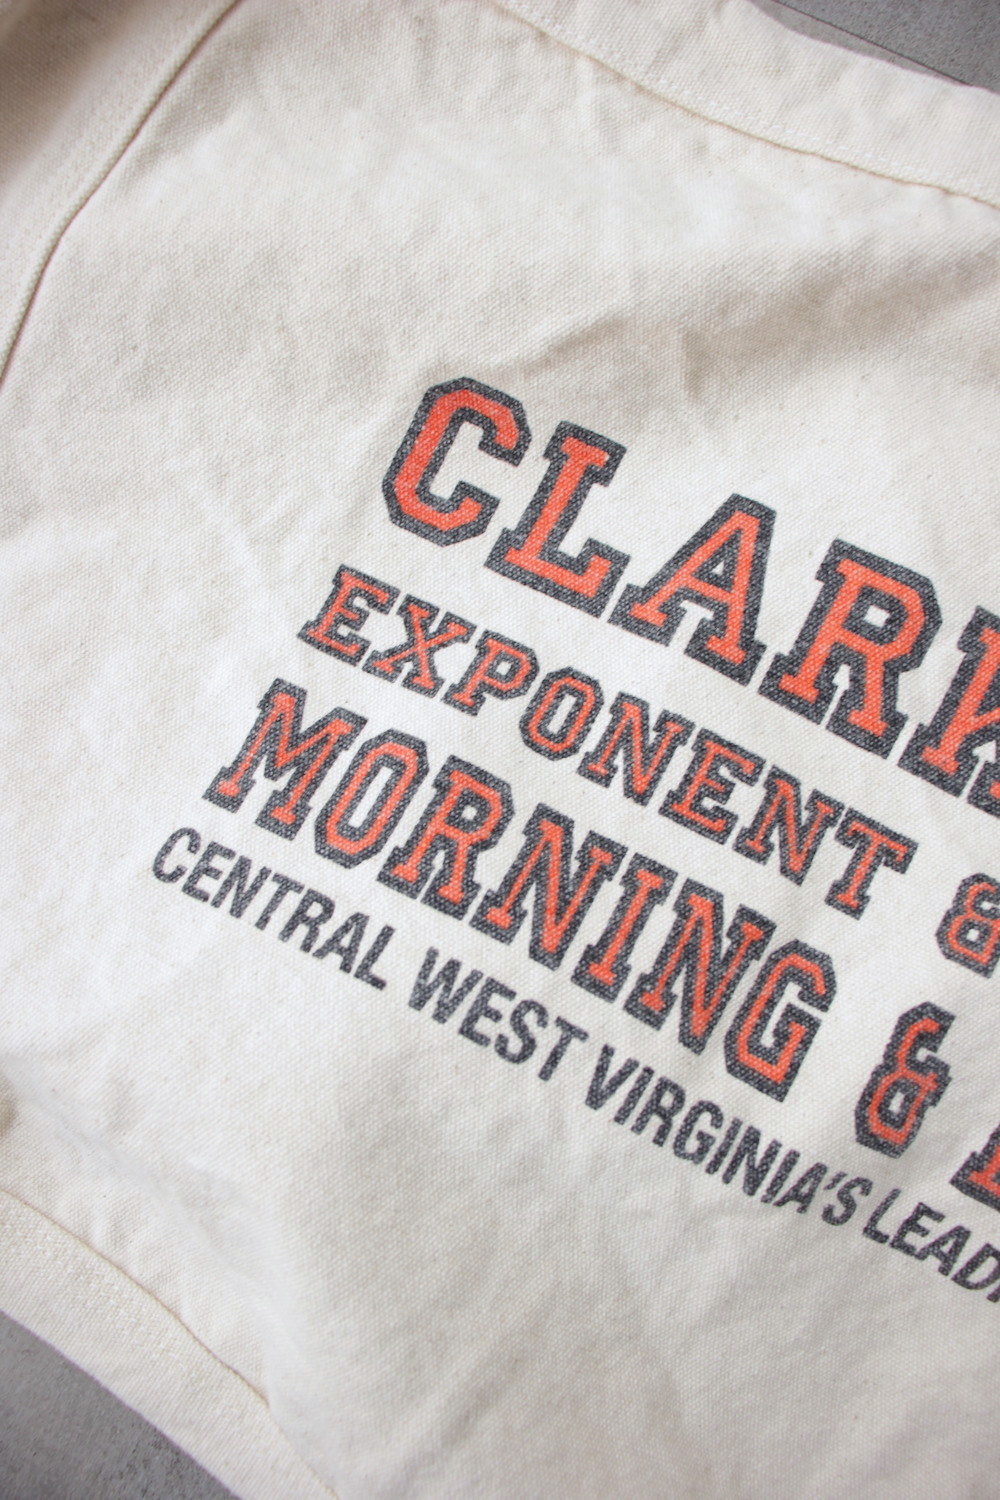 CLARK
EXPONENT &
MORNING &
CENTRAL WEST VIRGINIA'S LEAD